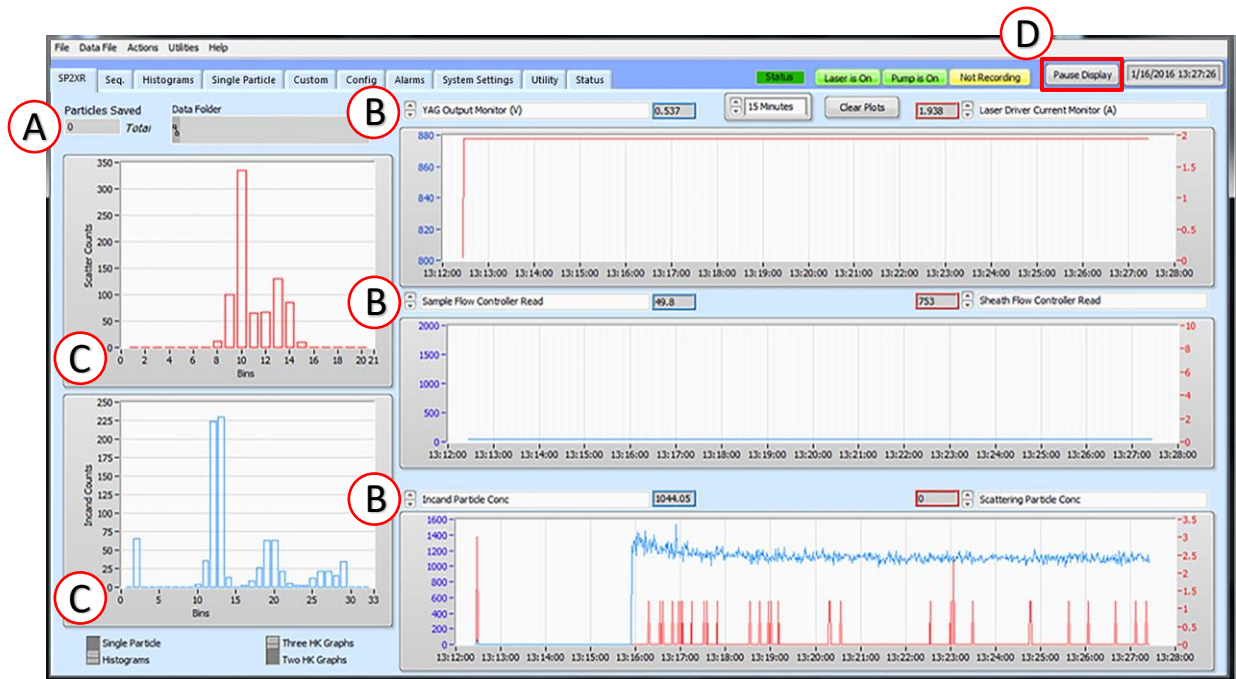 D
File Data File Actions Utilities Help
SP2XR Seq. Histograms Single Particle Custom Config Alarms System Settings Utility Status
Status Laser is On Pump is On Not Recording Pause Display 1/16/2016 13:27:26
A
Particles Saved Data Folder
0 Total
B
YAG Output Monitor (V) 0.537 15 Minutes Clear Plots 1.938 Laser Driver Current Monitor (A)
880 860 840 820 800
2 1.5 1 0.5 0
13:12:00 13:13:00 13:14:00 13:15:00 13:16:00 13:17:00 13:18:00 13:19:00 13:20:00 13:21:00 13:22:00 13:23:00 13:24:00 13:25:00 13:26:00 13:27:00 13:28:00
350 300 250 200 150 100 50 0
Scatter Counts
C
0 2 4 6 8 10 12 14 16 18 20 21
Bins
B
Sample Flow Controller Read 49.8 753 Sheath Flow Controller Read
2000 1500 1000 500 0
10 8 6 4 2 0
13:12:00 13:13:00 13:14:00 13:15:00 13:16:00 13:17:00 13:18:00 13:19:00 13:20:00 13:21:00 13:22:00 13:23:00 13:24:00 13:25:00 13:26:00 13:27:00 13:28:00
250 225 200 175 150 125 100 75 50 25 0
Incand Counts
C
0 5 10 15 20 25 30 33
Bins
B
Incand Particle Conc 1044.05 0 Scattering Particle Conc
1600 1400 1200 1000 800 600 400 200 0
3.5 3 2.5 2 1.5 1 0.5 0
13:12:00 13:13:00 13:14:00 13:15:00 13:16:00 13:17:00 13:18:00 13:19:00 13:20:00 13:21:00 13:22:00 13:23:00 13:24:00 13:25:00 13:26:00 13:27:00 13:28:00
Single Particle Three HK Graphs
Histograms Two HK Graphs